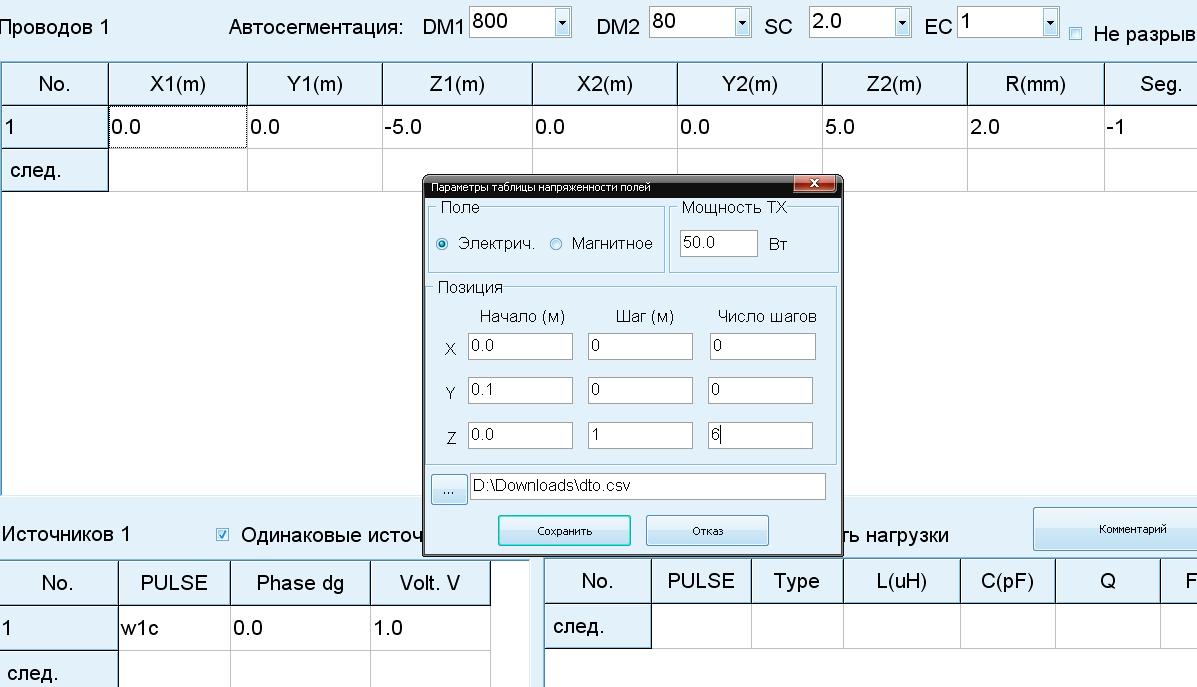 Проводов 1 Автосегментация: DM1 800 DM2 80 SC 2.0 EC 1 Не разрыв
No. X1(m) Y1(m) Z1(m) X2(m) Y2(m) Z2(m) R(mm) Seg.
1 0.0 0.0 -5.0 0.0 0.0 5.0 2.0 -1
след.
Параметры таблицы напряженности полей X
Поле Мощность TX
Электрич. Магнитное 50.0 Вт
Позиция
Начало (м) Шаг (м) Число шагов
X 0.0 0 0
Y 0.1 0 0
Z 0.0 1 6
... D:\Downloads\dto.csv
Сохранить Отказ
Источников 1 Одинаковые источ ть нагрузки Комментарий
No. PULSE Phase dg Volt. V
1 w1c 0.0 1.0
след.
No. PULSE Type L(uH) C(pF) Q F
след.